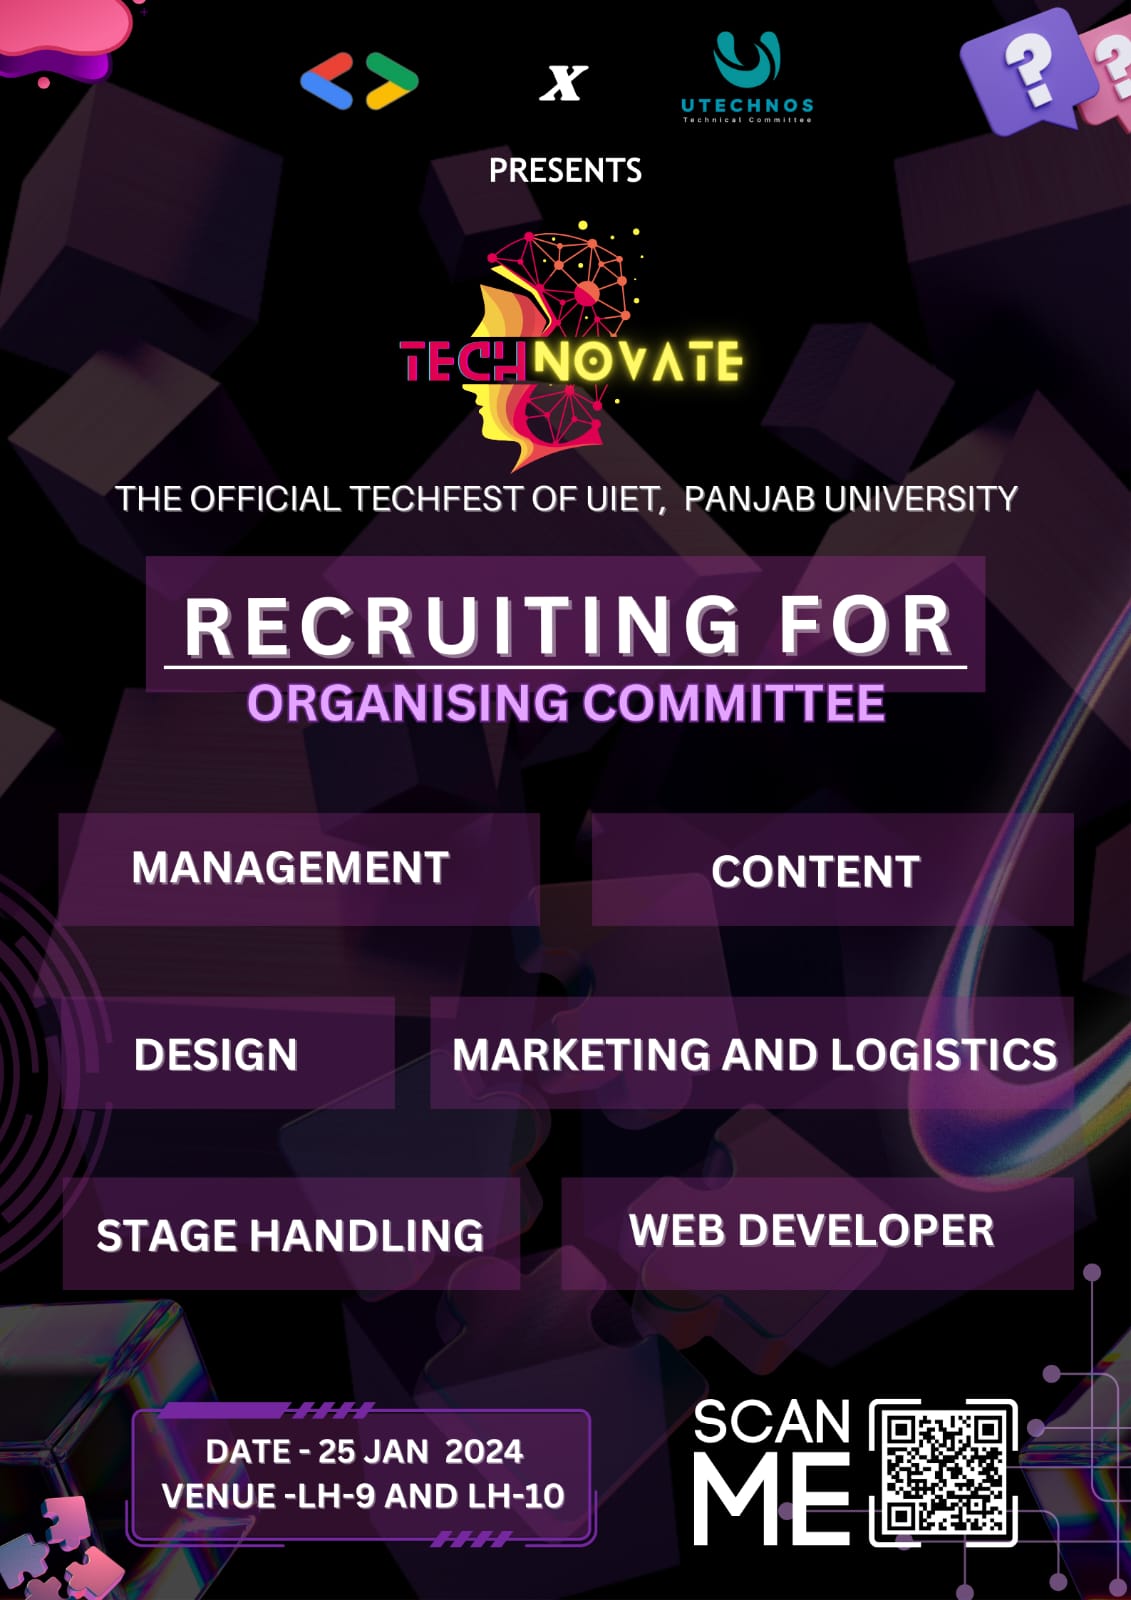 X
UTECHNOS
Technical Committee
PRESENTS
TECHNOVATE
THE OFFICIAL TECHFEST OF UIET, PANJAB UNIVERSITY
RECRUITING FOR
ORGANISING COMMITTEE
MANAGEMENT
CONTENT
DESIGN
MARKETING AND LOGISTICS
STAGE HANDLING
WEB DEVELOPER
DATE - 25 JAN 2024
VENUE -LH-9 AND LH-10
SCAN
ME
? ?